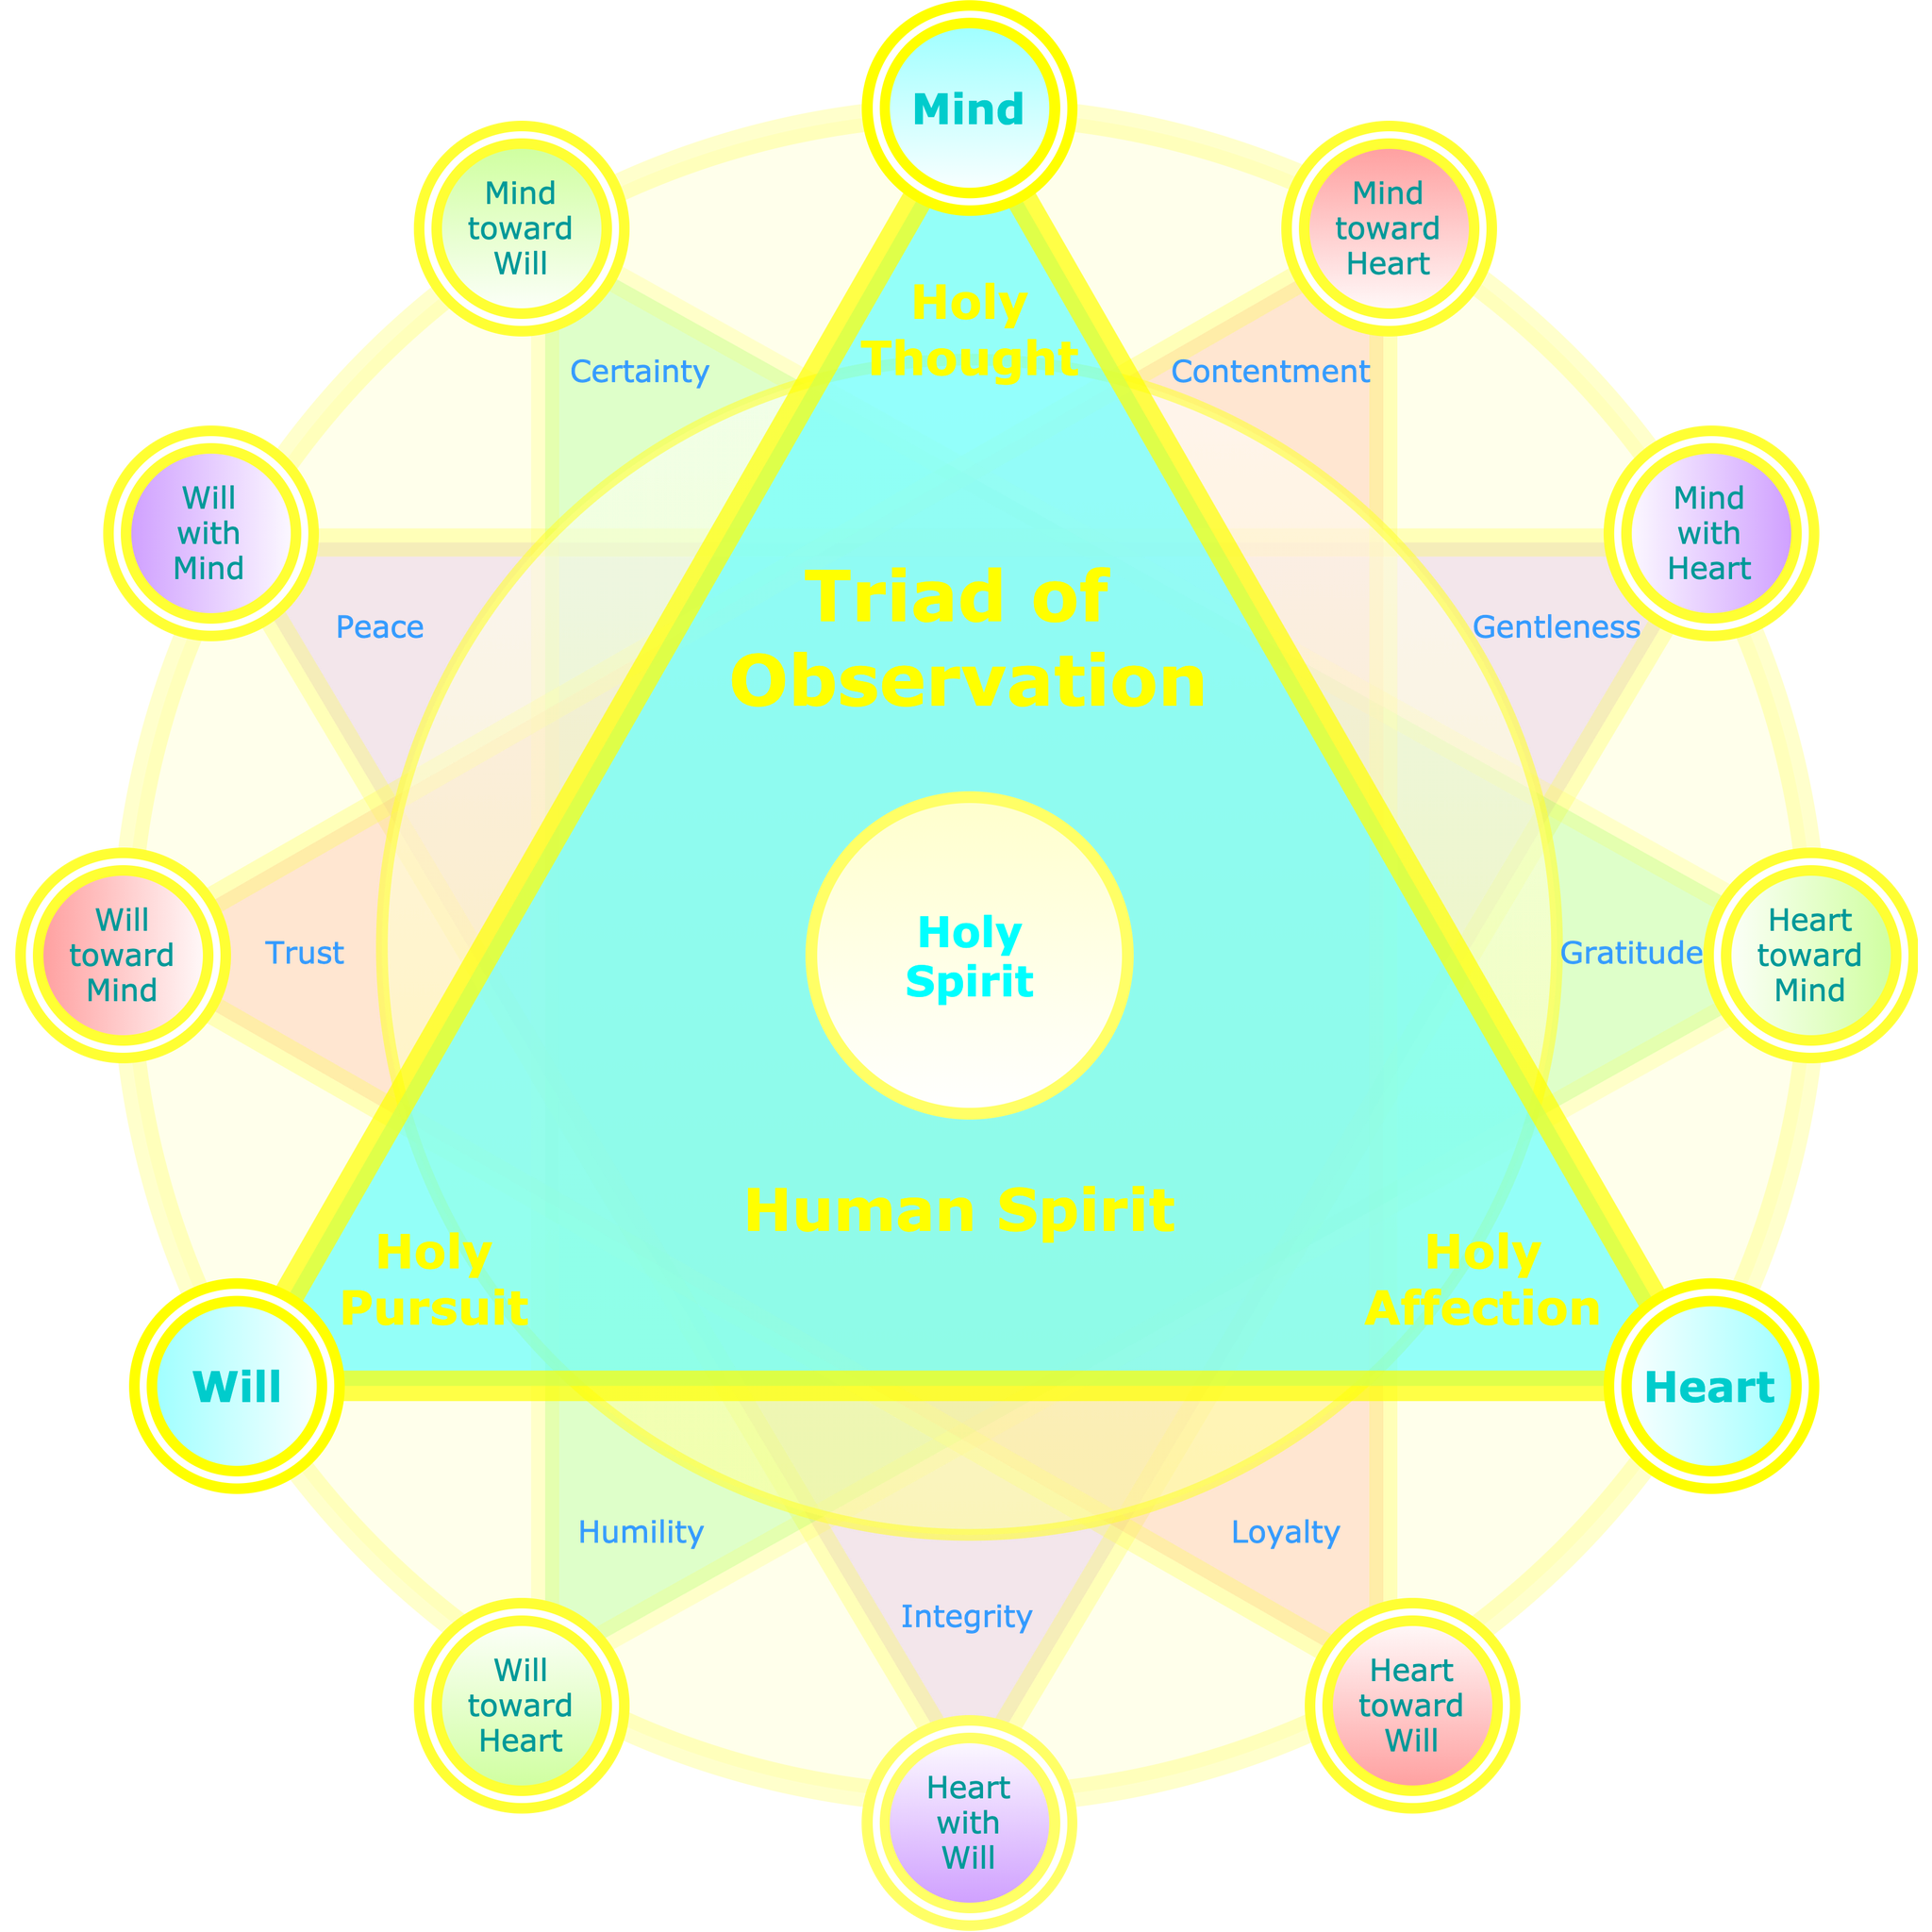 Mind
Mind
toward
Will
Mind
toward
Heart
Holy
Thought
Certainty
Contentment
Will
with
Mind
Mind
with
Heart
Peace
Gentleness
Triad of
Observation
Will
toward
Mind
Trust
Holy
Spirit
Gratitude
Heart
toward
Mind
Human Spirit
Holy
Pursuit
Holy
Affection
Will
Heart
Humility
Loyalty
Integrity
Will
toward
Heart
Heart
toward
Will
Heart
with
Will